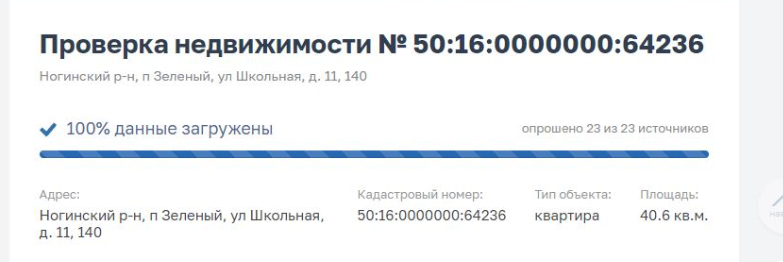 Проверка недвижимости № 50:16:0000000:64236
Ногинский р-н, п Зеленый, ул Школьная, д. 11, 140
100% данные загружены
опрошено 23 из 23 источников
Адрес:
Кадастровый номер:
Тип объекта:
Площадь:
Ногинский р-н, п Зеленый, ул Школьная,
д. 11, 140
50:16:0000000:64236
квартира
40.6 кв.м.